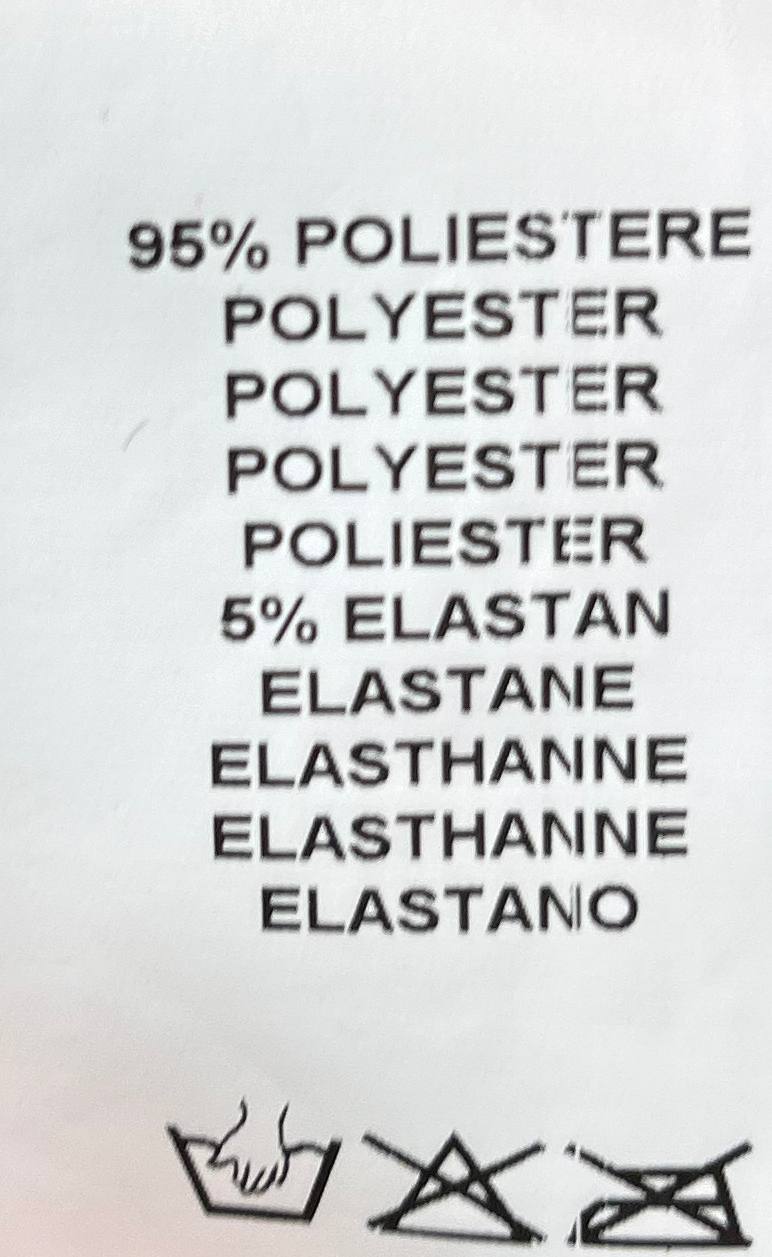 95% POLIESTERE
POLYESTER
POLYESTER
POLYESTER
POLIESTER
5% ELASTAN
ELASTANE
ELASTHANNE
ELASTHANNE
ELASTANO